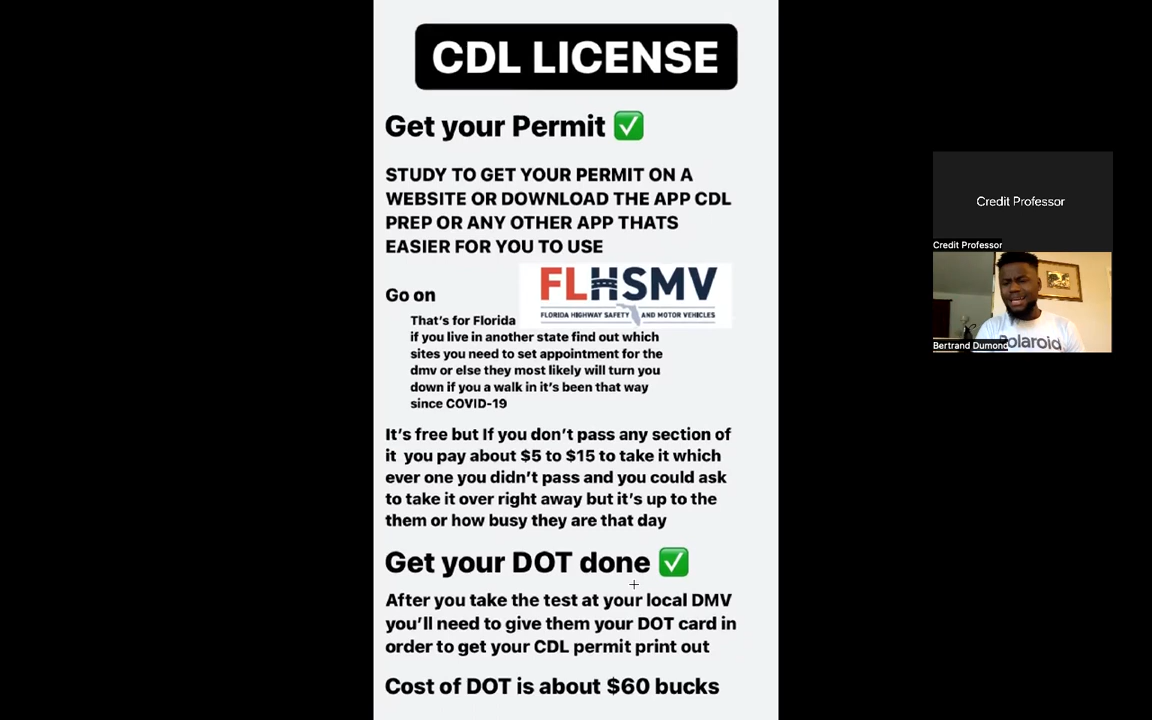 CDL LICENSE
Get your Permit ✅
STUDY TO GET YOUR PERMIT ON A
WEBSITE OR DOWNLOAD THE APP CDL
PREP OR ANY OTHER APP THATS
EASIER FOR YOU TO USE
Go on
FLHSMV
FLORIDA HIGHWAY SAFETY AND MOTOR VEHICLES
That's for Florida
if you live in another state find out which
sites you need to set appointment for the
dmv or else they most likely will turn you
down if you a walk in it's been that way
since COVID-19
It's free but If you don't pass any section of
it you pay about $5 to $15 to take it which
ever one you didn't pass and you could ask
to take it over right away but it's up to the
them or how busy they are that day
Get your DOT done ✅
After you take the test at your local DMV
you'll need to give them your DOT card in
order to get your CDL permit print out
Cost of DOT is about $60 bucks
Credit Professor
Credit Professor
Polaroid
Bertrand Dumond